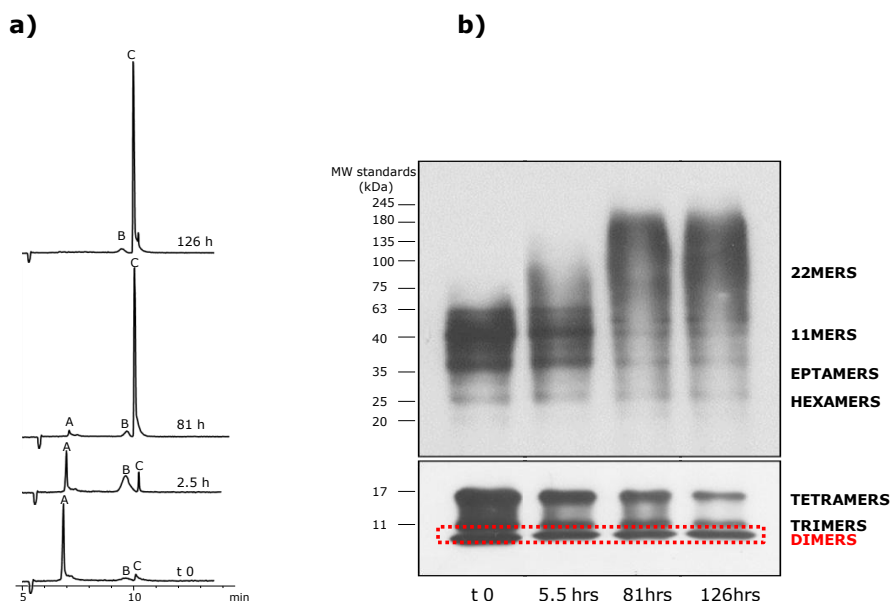 a)
C
B
126 h
C
A
B
81 h
A
B
C
2.5 h
A
B
C
t 0
5
10
min
b)
MW standards
(kDa)
245
180
135
100
75
63
40
35
25
20
17
11
22MERS
11MERS
EPTAMERS
HEXAMERS
TETRAMERS
TRIMERS
DIMERS
t 0
5.5 hrs
81hrs
126hrs